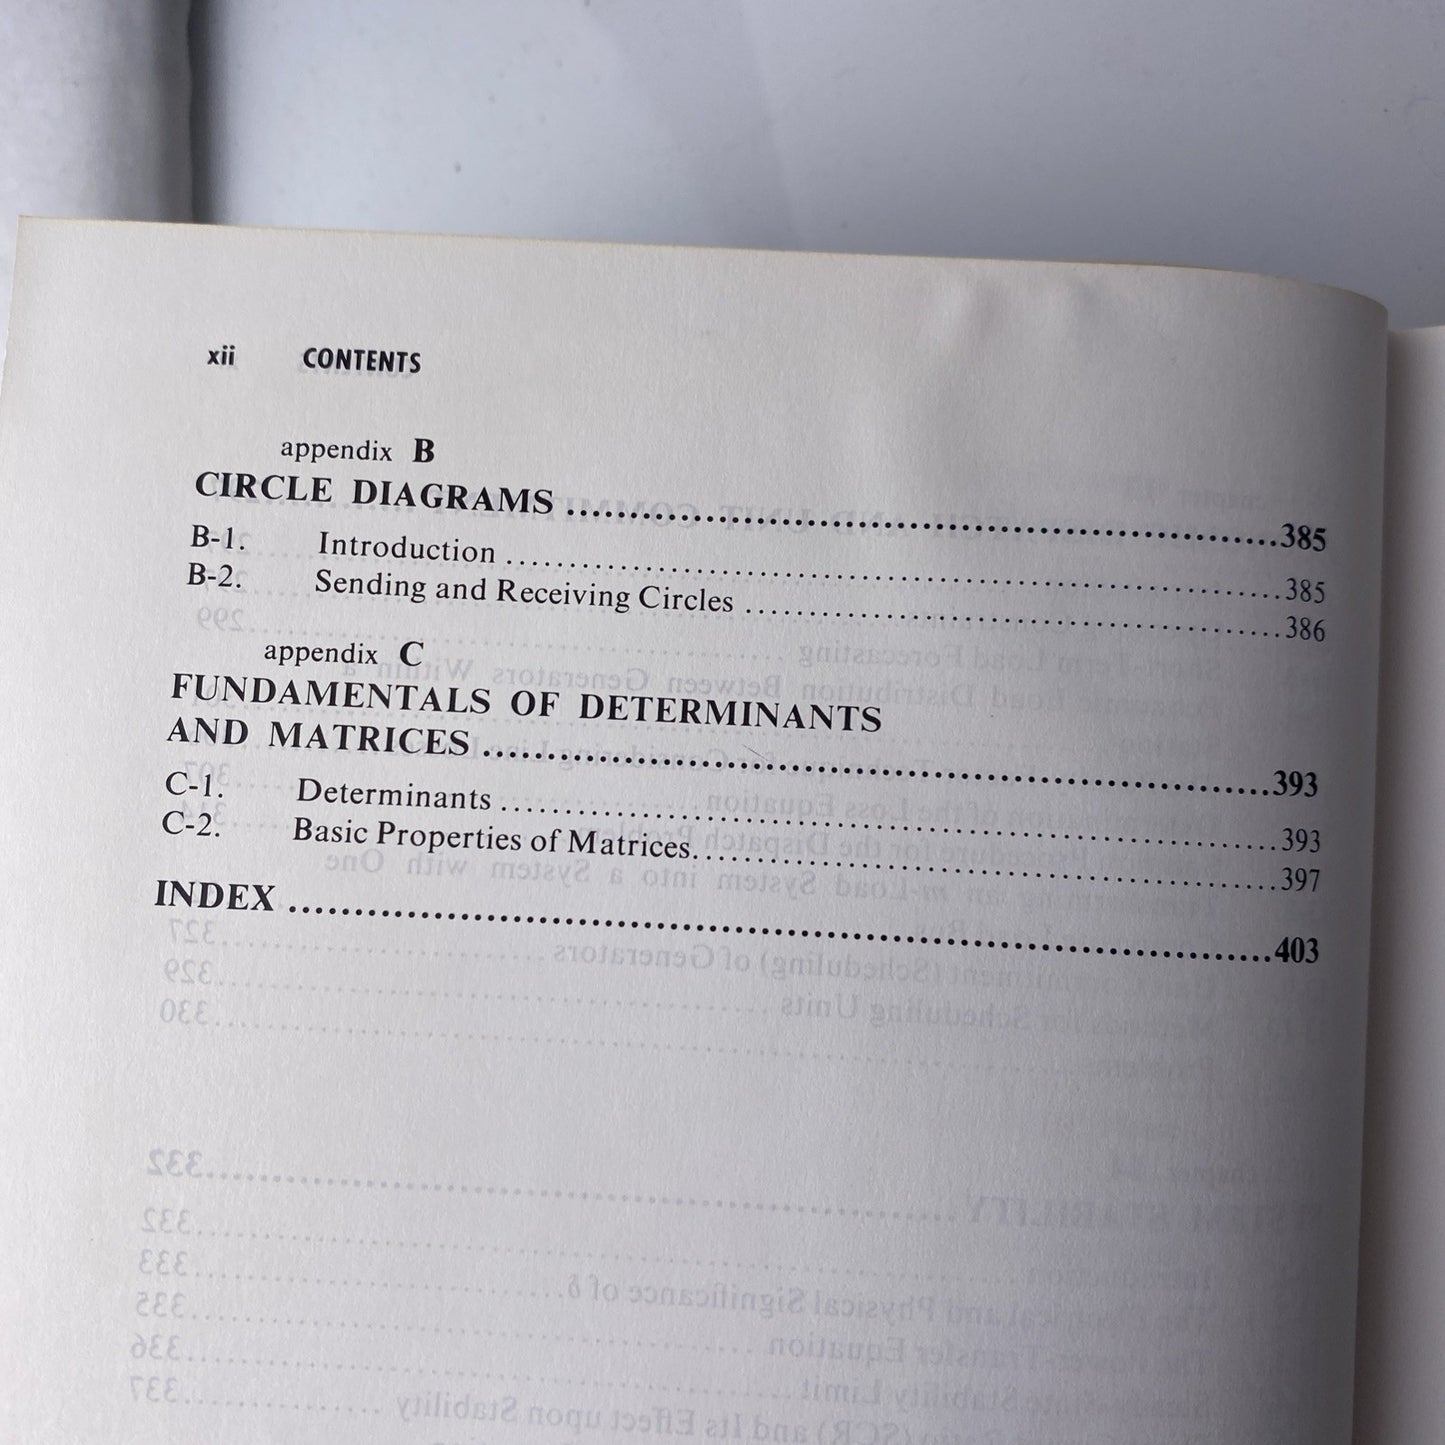 xii CONTENTS
appendix B
CIRCLE DIAGRAMS ........................................ 385
B-1. Introduction ........................................ 385
B-2. Sending and Receiving Circles ........................................ 386
appendix C
FUNDAMENTALS OF DETERMINANTS
AND MATRICES ........................................ 393
C-1. Determinants ........................................ 393
C-2. Basic Properties of Matrices ........................................ 397
INDEX ........................................ 403